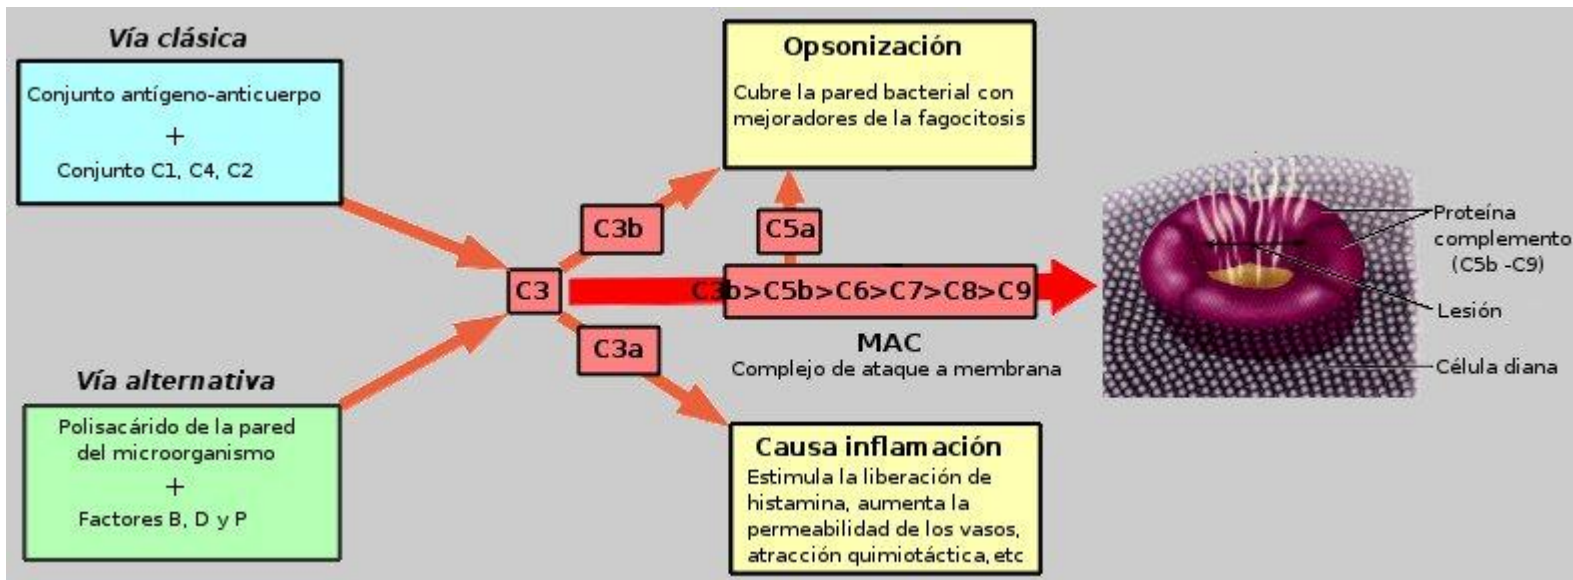 Vía clásica
Conjunto antígeno-anticuerpo
+
Conjunto C1, C4, C2
Vía alternativa
Polisacárido de la pared
del microorganismo
+
Factores B, D y P
C3
C3b
C3a
Opsonización
Cubre la pared bacterial con
mejoradores de la fagocitosis
C5a
C3b>C5b>C6>C7>C8>C9
MAC
Complejo de ataque a membrana
Causa inflamación
Estimula la liberación de
histamina, aumenta la
permeabilidad de los vasos,
atracción quimiotáctica, etc
Proteína
complemento
(C5b -C9)
Lesión
Célula diana